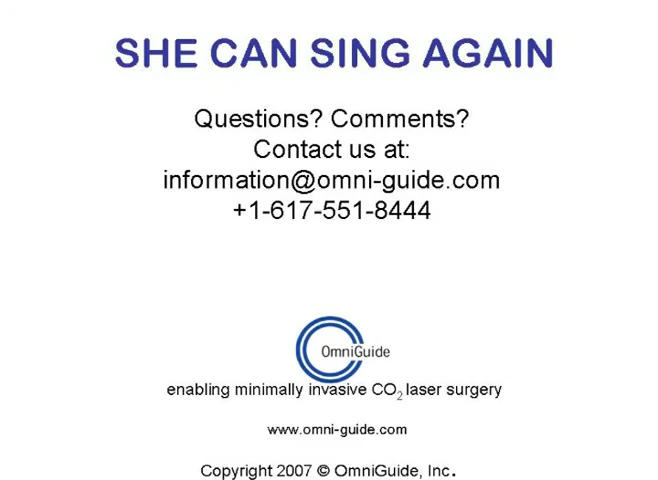 SHE CAN SING AGAIN
Questions? Comments?
Contact us at:
information@omni-guide.com
+1-617-551-8444
OmniGuide
enabling minimally invasive CO2 laser surgery
www.omni-guide.com
Copyright 2007 © OmniGuide, Inc.